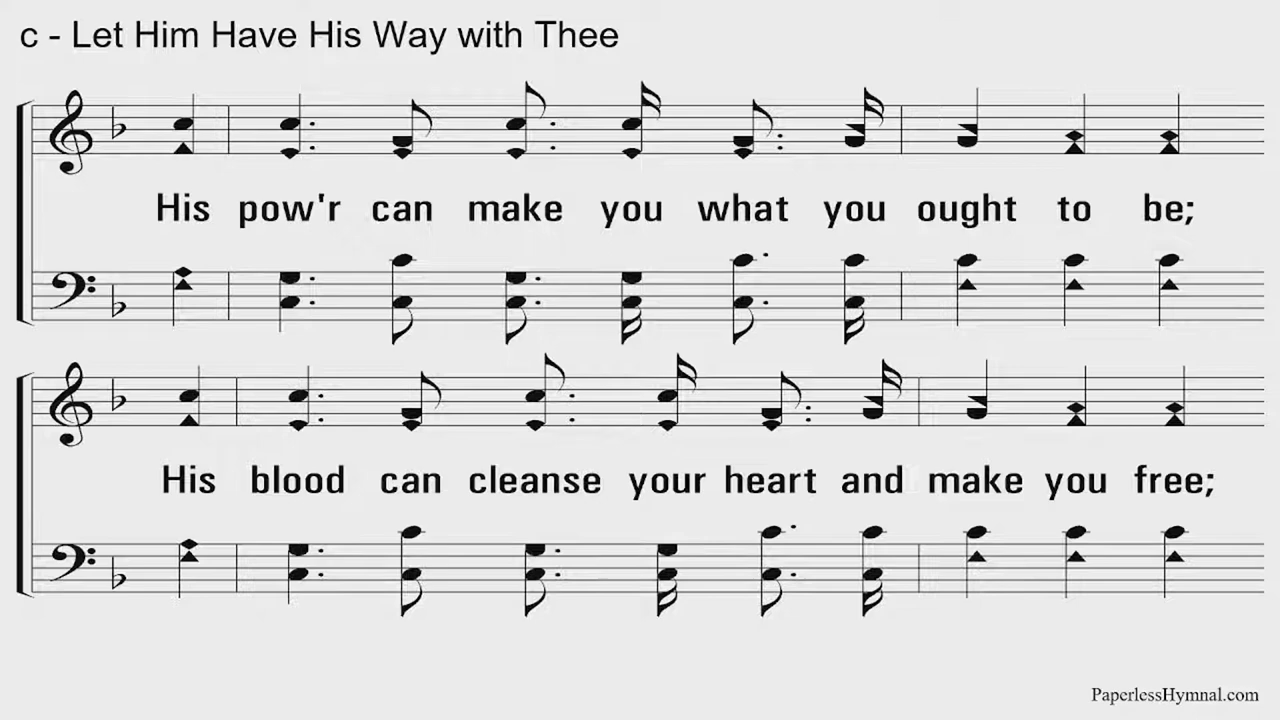 c - Let Him Have His Way with Thee
His pow'r can make you what you ought to be;
His blood can cleanse your heart and make you free;
PaperlessHymnal.com